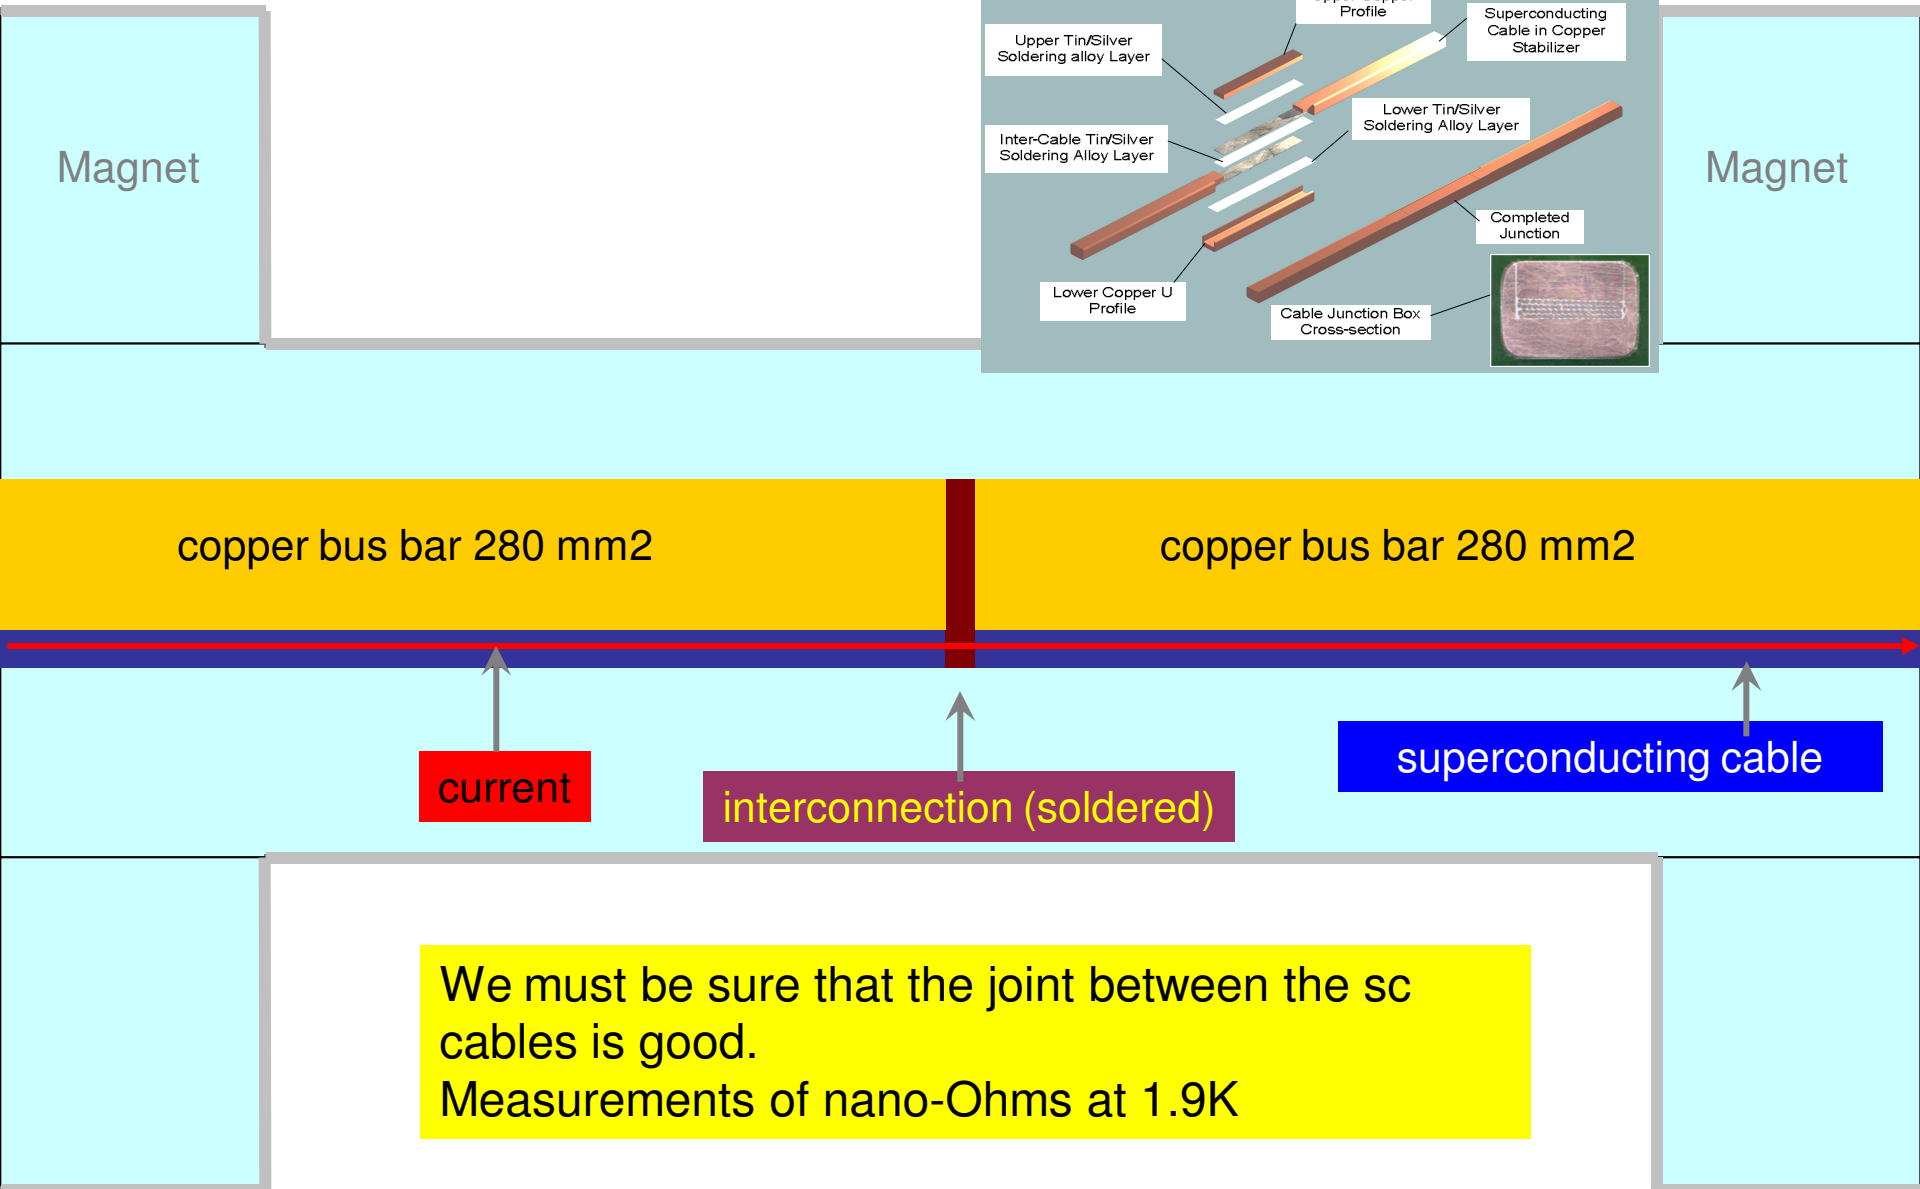 Profile
Superconducting
Cable in Copper
Stabilizer
Upper Tin/Silver
Soldering alloy Layer
Lower Tin/Silver
Soldering Alloy Layer
Inter-Cable Tin/Silver
Soldering Alloy Layer
Completed
Junction
Lower Copper U
Profile
Cable Junction Box
Cross-section
Magnet
Magnet
copper bus bar 280 mm2
copper bus bar 280 mm2
current
interconnection (soldered)
superconducting cable
We must be sure that the joint between the sc
cables is good.
Measurements of nano-Ohms at 1.9K